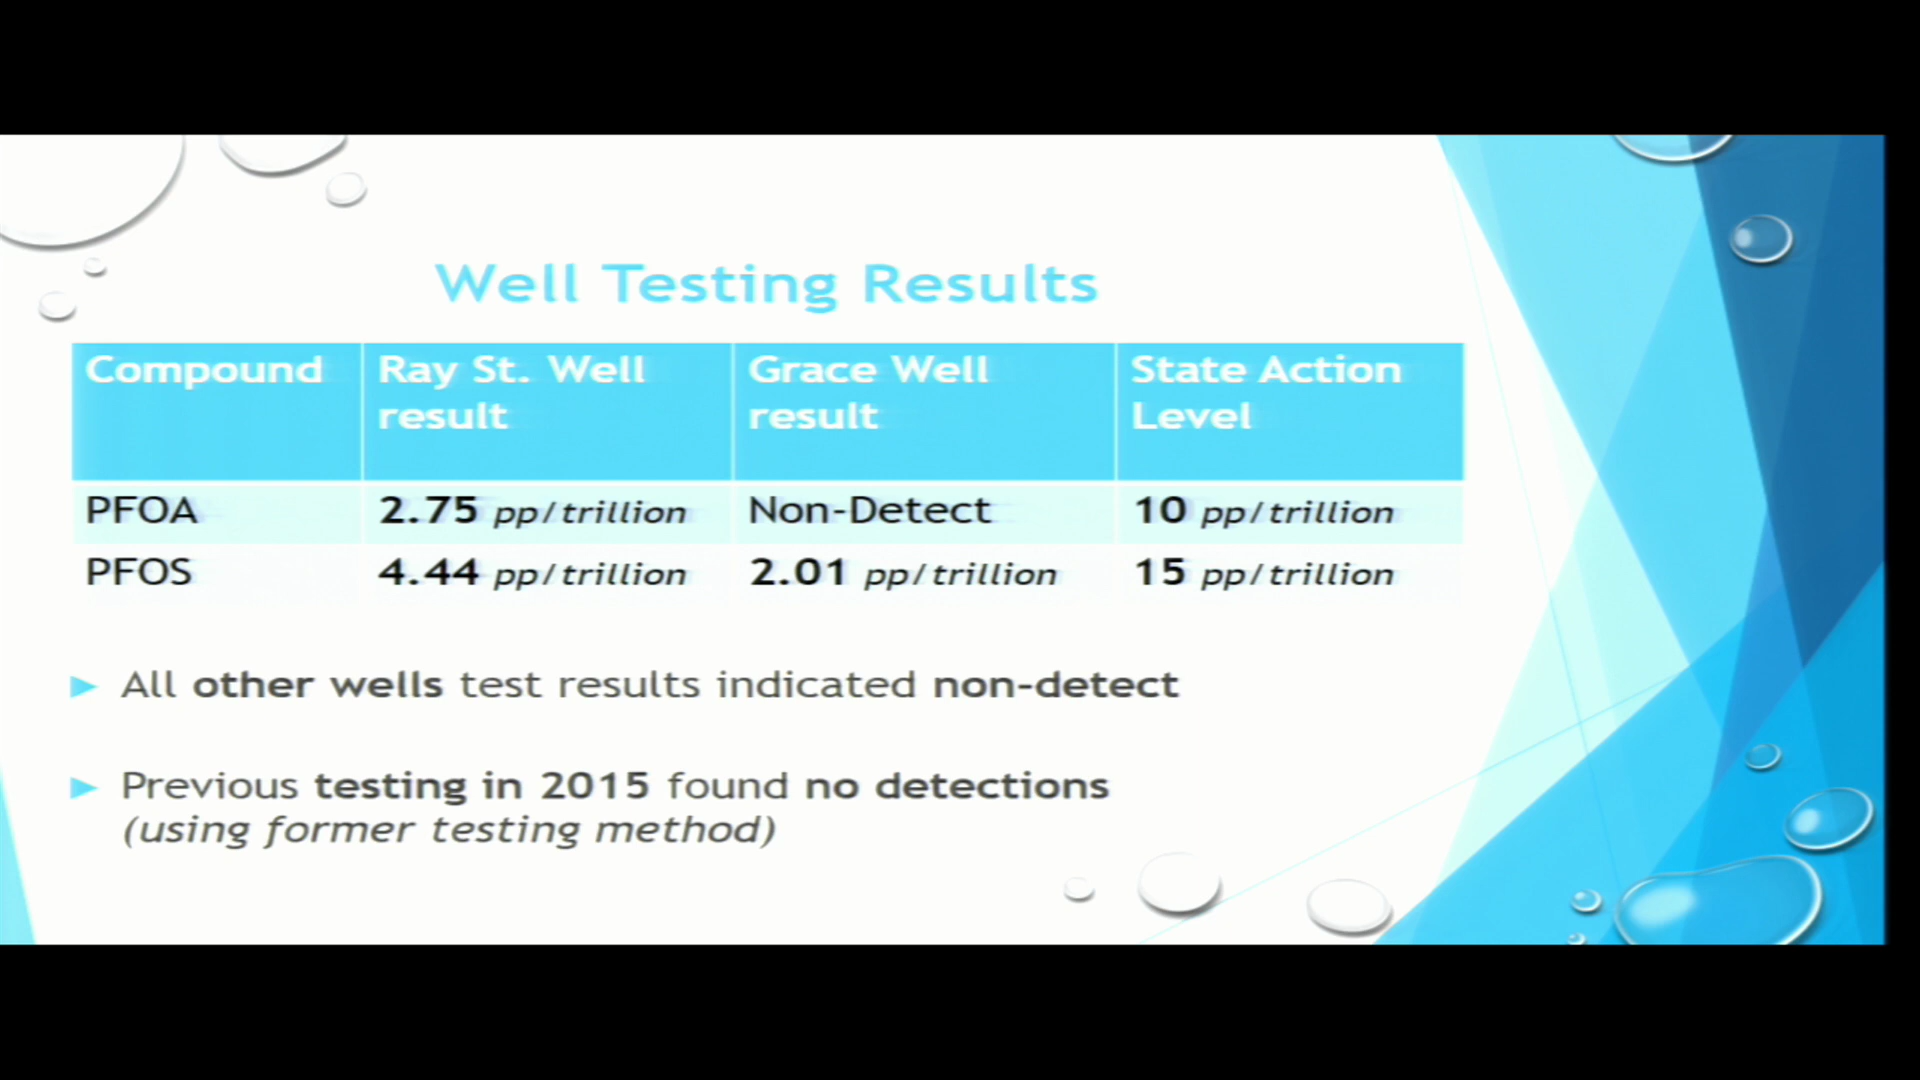 Well Testing Results
Compound
Ray St. Well
result
Grace Well
result
State Action
Level
PFOA
2.75 pp/trillion
Non-Detect
10 pp/trillion
PFOS
4.44 pp/trillion
2.01 pp/trillion
15 pp/trillion
All other wells test results indicated non-detect
Previous testing in 2015 found no detections
(using former testing method)